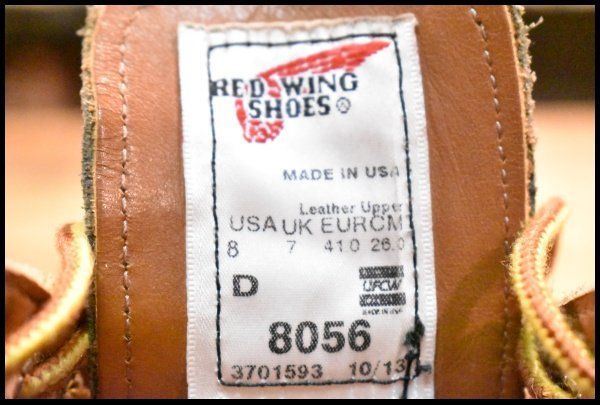 RED WING
SHOES®
MADE IN USA
Leather Upper
USA UK EUR CM
8 7 41.0 26.0
D
UFCW
8056
3701593 10/13